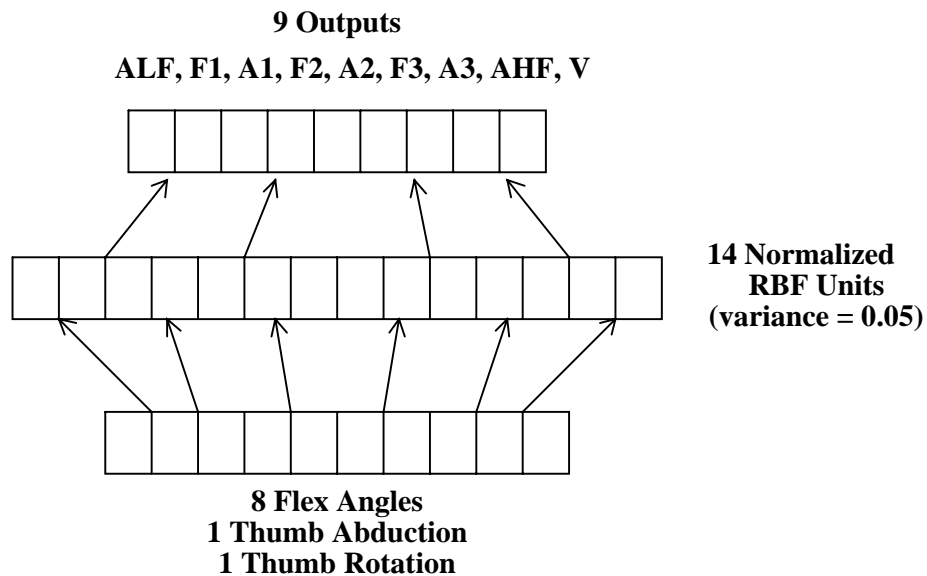 9 Outputs
ALF, F1, A1, F2, A2, F3, A3, AHF, V
14 Normalized
RBF Units
(variance = 0.05)
8 Flex Angles
1 Thumb Abduction
1 Thumb Rotation